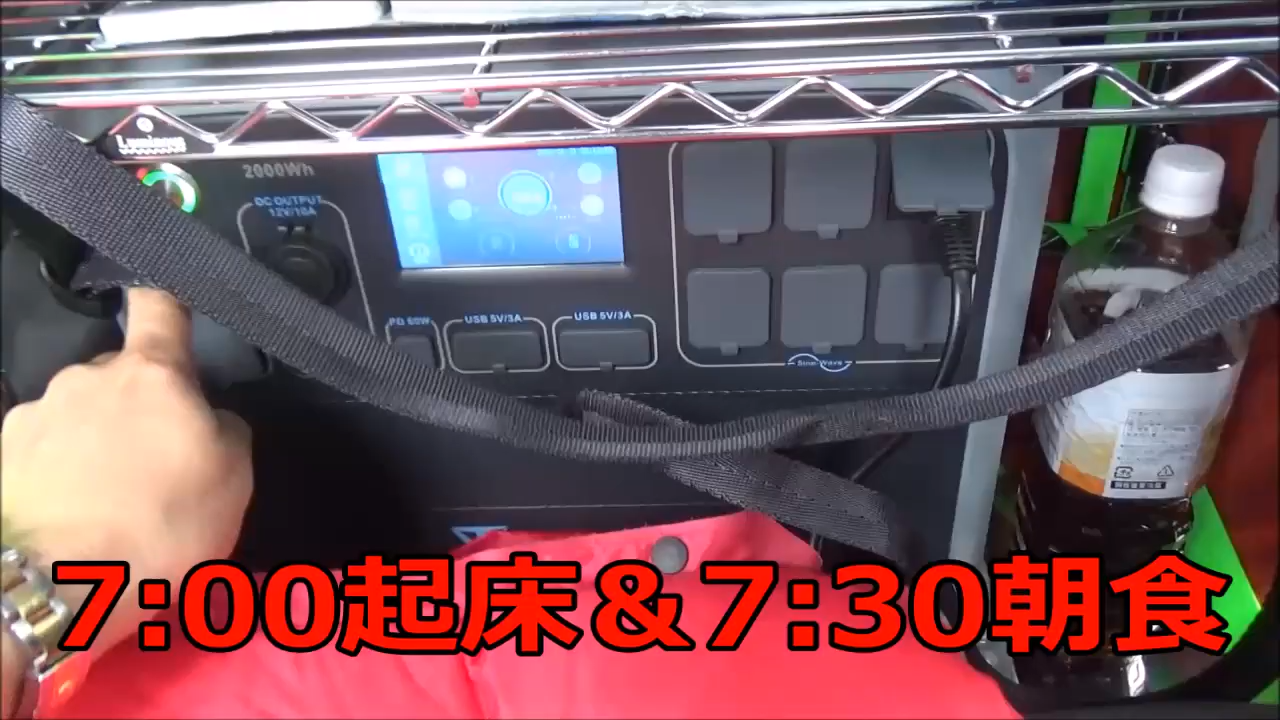 Luminous
2000Wh
DC OUTPUT
12V/10A
PD 60W
USB 5V/3A
USB 5V/3A
Sine Wave
7:00起床&7:30朝食